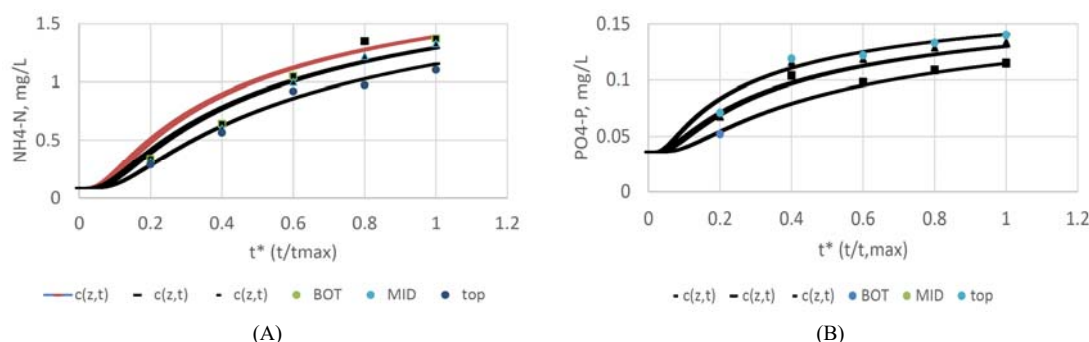 1.5
1
0.5
0
NH4-N, mg/L
0 0.2 0.4 0.6 0.8 1 1.2
t* (t/tmax)
c(z,t) c(z,t) c(z,t) BOT MID top
(A)
0.15
0.1
0.05
0
PO4-P, mg/L
0 0.2 0.4 0.6 0.8 1 1.2
t* (t/t,max)
c(z,t) c(z,t) c(z,t) BOT MID top
(B)